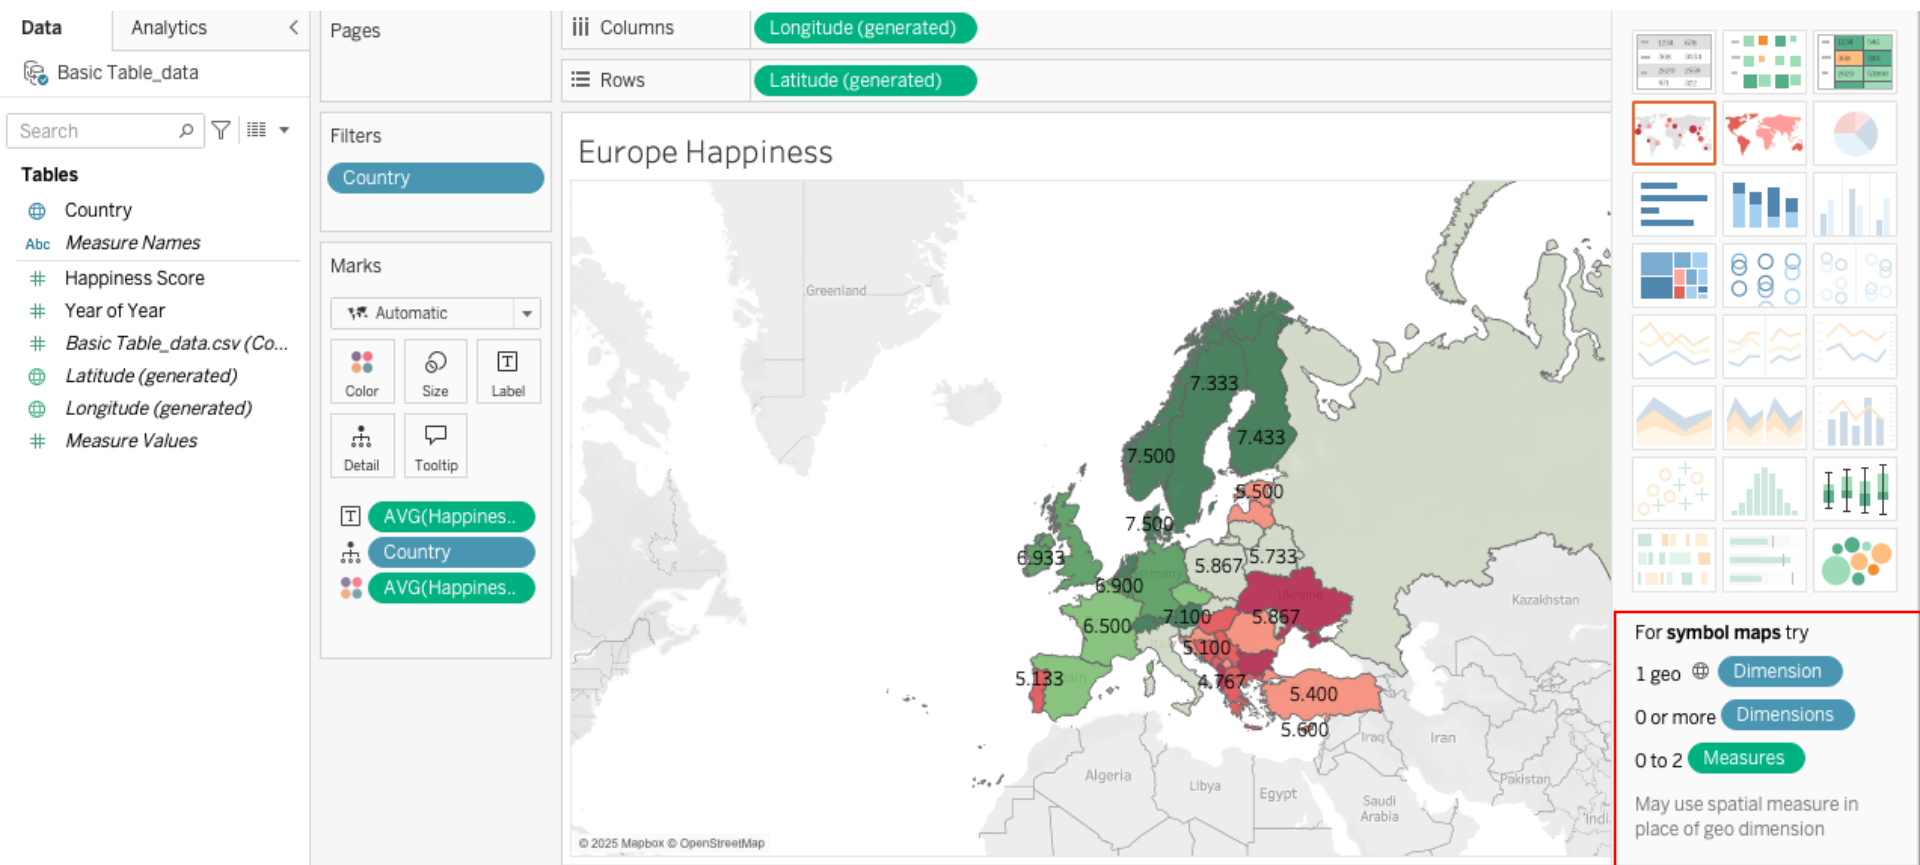 Data
Analytics
Basic Table_data
Search
Tables
Country
Abc Measure Names
Happiness Score
Year of Year
Basic Table_data.csv (Co...
Latitude (generated)
Longitude (generated)
Measure Values
Pages
Filters
Country
Marks
Automatic
Color
Size
Label
Detail
Tooltip
AVG(Happines..
Country
AVG(Happines..
Columns
Longitude (generated)
Rows
Latitude (generated)
Europe Happiness
Greenland
7.333
7.433
7.500
5.500
7.500
6.933
5.733
5.867
6.900
Ukraine
Kazakhstan
7.100
5.867
6.500
5.100
5.133
4.767
5.400
5.600
Iraq
Iran
Algeria
Libya
Egypt
Pakistan
Saudi
Arabia
© 2025 Mapbox © OpenStreetMap
For symbol maps try
1 geo Dimension
0 or more Dimensions
0 to 2 Measures
May use spatial measure in
place of geo dimension